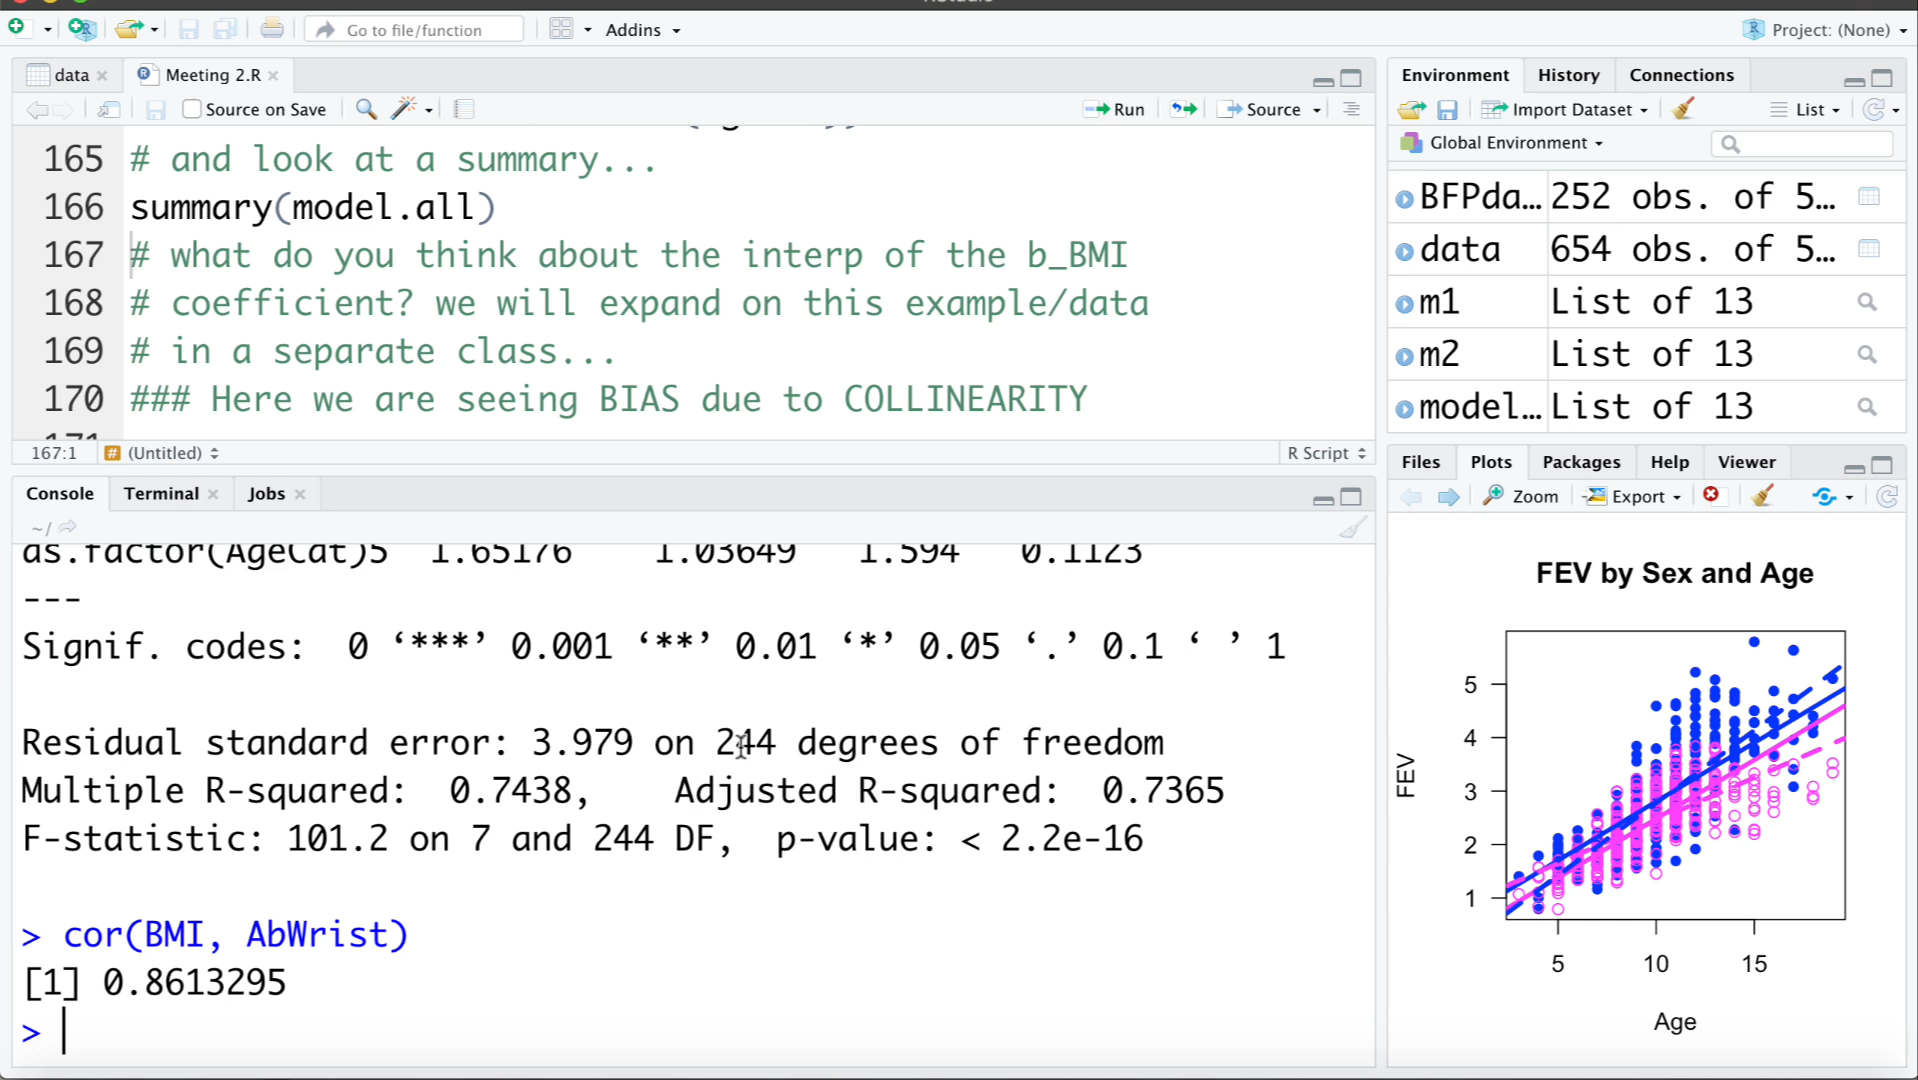 Go to file/function
Addins
Project: (None)
data
Meeting 2.R
Source on Save
Run
Source
165 # and look at a summary...
166 summary(model.all)
167 # what do you think about the interp of the b_BMI
168 # coefficient? we will expand on this example/data
169 # in a separate class...
170 ### Here we are seeing BIAS due to COLLINEARITY
167:1
(Untitled)
R Script
Console
Terminal
Jobs
~/
as.factor(AgeCat)5 1.65176 1.03649 1.594 0.1123
---
Signif. codes: 0 ‘***’ 0.001 ‘**’ 0.01 ‘*’ 0.05 ‘.’ 0.1 ‘ ’ 1
Residual standard error: 3.979 on 244 degrees of freedom
Multiple R-squared: 0.7438, Adjusted R-squared: 0.7365
F-statistic: 101.2 on 7 and 244 DF, p-value: < 2.2e-16
> cor(BMI, AbWrist)
[1] 0.8613295
>
Environment
History
Connections
Import Dataset
List
Global Environment
BFPda... 252 obs. of 5...
data 654 obs. of 5...
m1 List of 13
m2 List of 13
model... List of 13
Files
Plots
Packages
Help
Viewer
Zoom
Export
FEV by Sex and Age
FEV
5
4
3
2
1
5 10 15
Age